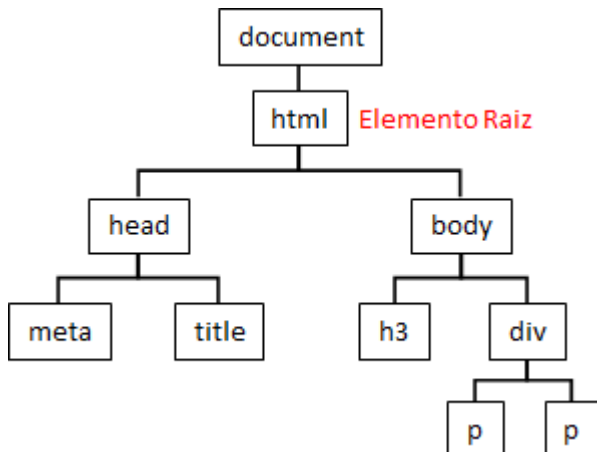 document
html Elemento Raiz
head body
meta title h3 div
p p